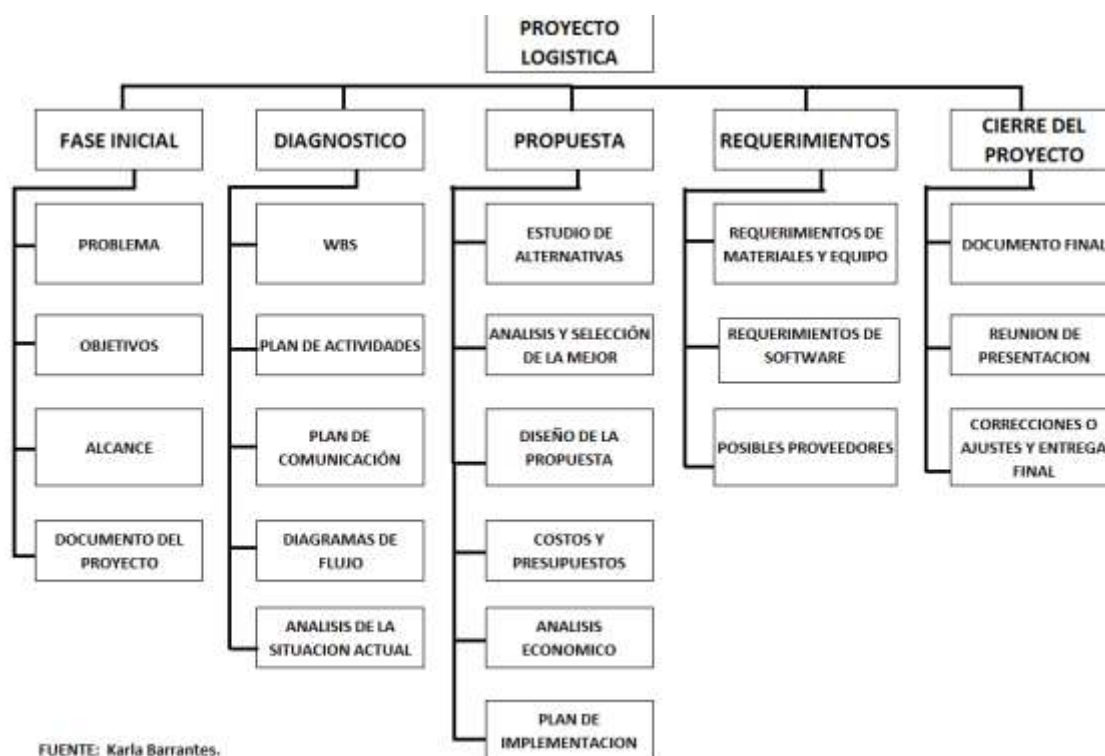 PROYECTO
LOGISTICA
FASE INICIAL
DIAGNOSTICO
PROPUESTA
REQUERIMIENTOS
CIERRE DEL
PROYECTO
PROBLEMA
OBJETIVOS
ALCANCE
DOCUMENTO DEL
PROYECTO
WBS
PLAN DE ACTIVIDADES
PLAN DE
COMUNICACIÓN
DIAGRAMAS DE
FLUJO
ANALISIS DE LA
SITUACION ACTUAL
ESTUDIO DE
ALTERNATIVAS
ANALISIS Y SELECCIÓN
DE LA MEJOR
DISEÑO DE LA
PROPUESTA
COSTOS Y
PRESUPUESTOS
ANALISIS
ECONOMICO
PLAN DE
IMPLEMENTACION
REQUERIMIENTOS DE
MATERIALES Y EQUIPO
REQUERIMIENTOS DE
SOFTWARE
POSIBLES PROVEEDORES
DOCUMENTO FINAL
REUNION DE
PRESENTACION
CORRECCIONES O
AJUSTES Y ENTREGA
FINAL
FUENTE: Karla Barrantes.